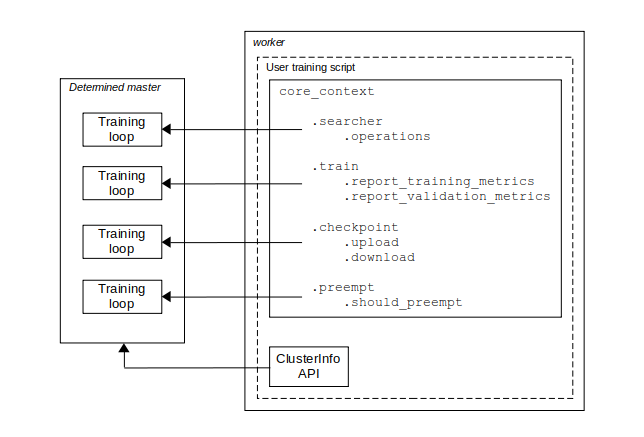 worker
User training script
Determined master
Training
loop
Training
loop
Training
loop
Training
loop
core_context
.searcher
.operations
.train
.report_training_metrics
.report_validation_metrics
.checkpoint
.upload
.download
.preempt
.should_preempt
ClusterInfo
API